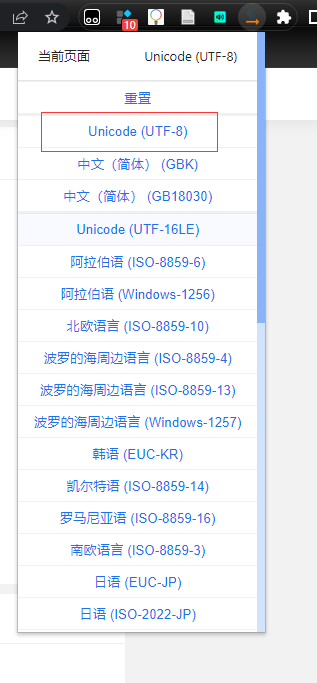 10
当前页面 Unicode (UTF-8)
重置
Unicode (UTF-8)
中文（简体） (GBK)
中文（简体） (GB18030)
Unicode (UTF-16LE)
阿拉伯语 (ISO-8859-6)
阿拉伯语 (Windows-1256)
北欧语言 (ISO-8859-10)
波罗的海周边语言 (ISO-8859-4)
波罗的海周边语言 (ISO-8859-13)
波罗的海周边语言 (Windows-1257)
韩语 (EUC-KR)
凯尔特语 (ISO-8859-14)
罗马尼亚语 (ISO-8859-16)
南欧语言 (ISO-8859-3)
日语 (EUC-JP)
日语 (ISO-2022-JP)